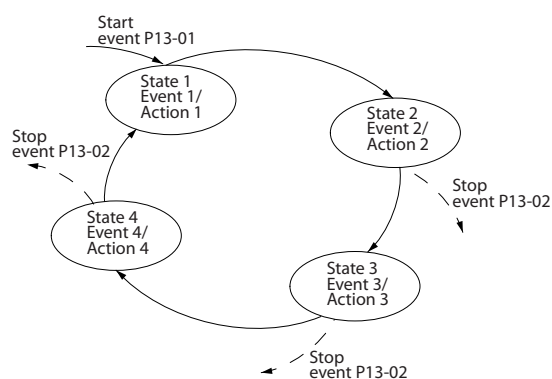 Start
event P13-01
State 1
Event 1/
Action 1
State 2
Event 2/
Action 2
Stop
event P13-02
Stop
event P13-02
State 4
Event 4/
Action 4
State 3
Event 3/
Action 3
Stop
event P13-02